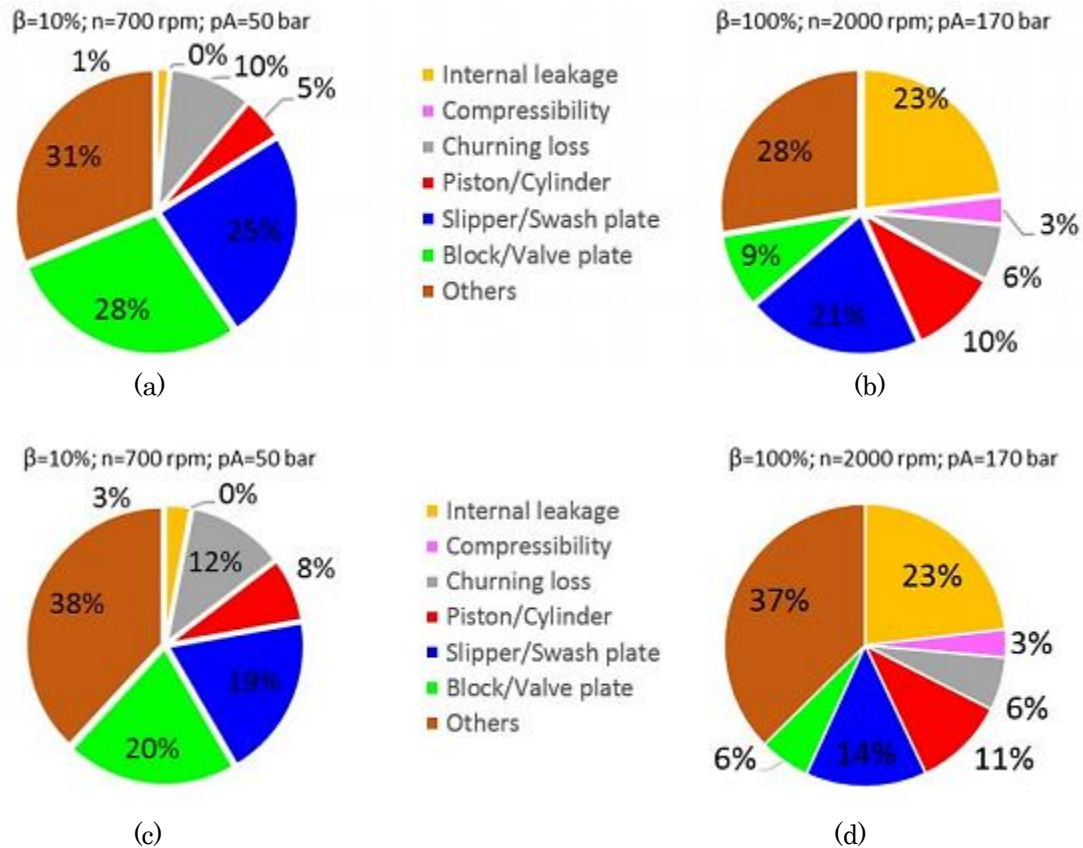 β=10%; n=700 rpm; pA=50 bar
1%
0%
10%
5%
25%
28%
31%
(a)
Internal leakage
Compressibility
Churning loss
Piston/Cylinder
Slipper/Swash plate
Block/Valve plate
Others
β=100%; n=2000 rpm; pA=170 bar
23%
3%
6%
10%
21%
9%
28%
(b)
β=10%; n=700 rpm; pA=50 bar
3%
0%
12%
8%
19%
20%
38%
(c)
Internal leakage
Compressibility
Churning loss
Piston/Cylinder
Slipper/Swash plate
Block/Valve plate
Others
β=100%; n=2000 rpm; pA=170 bar
23%
3%
6%
11%
14%
6%
37%
(d)